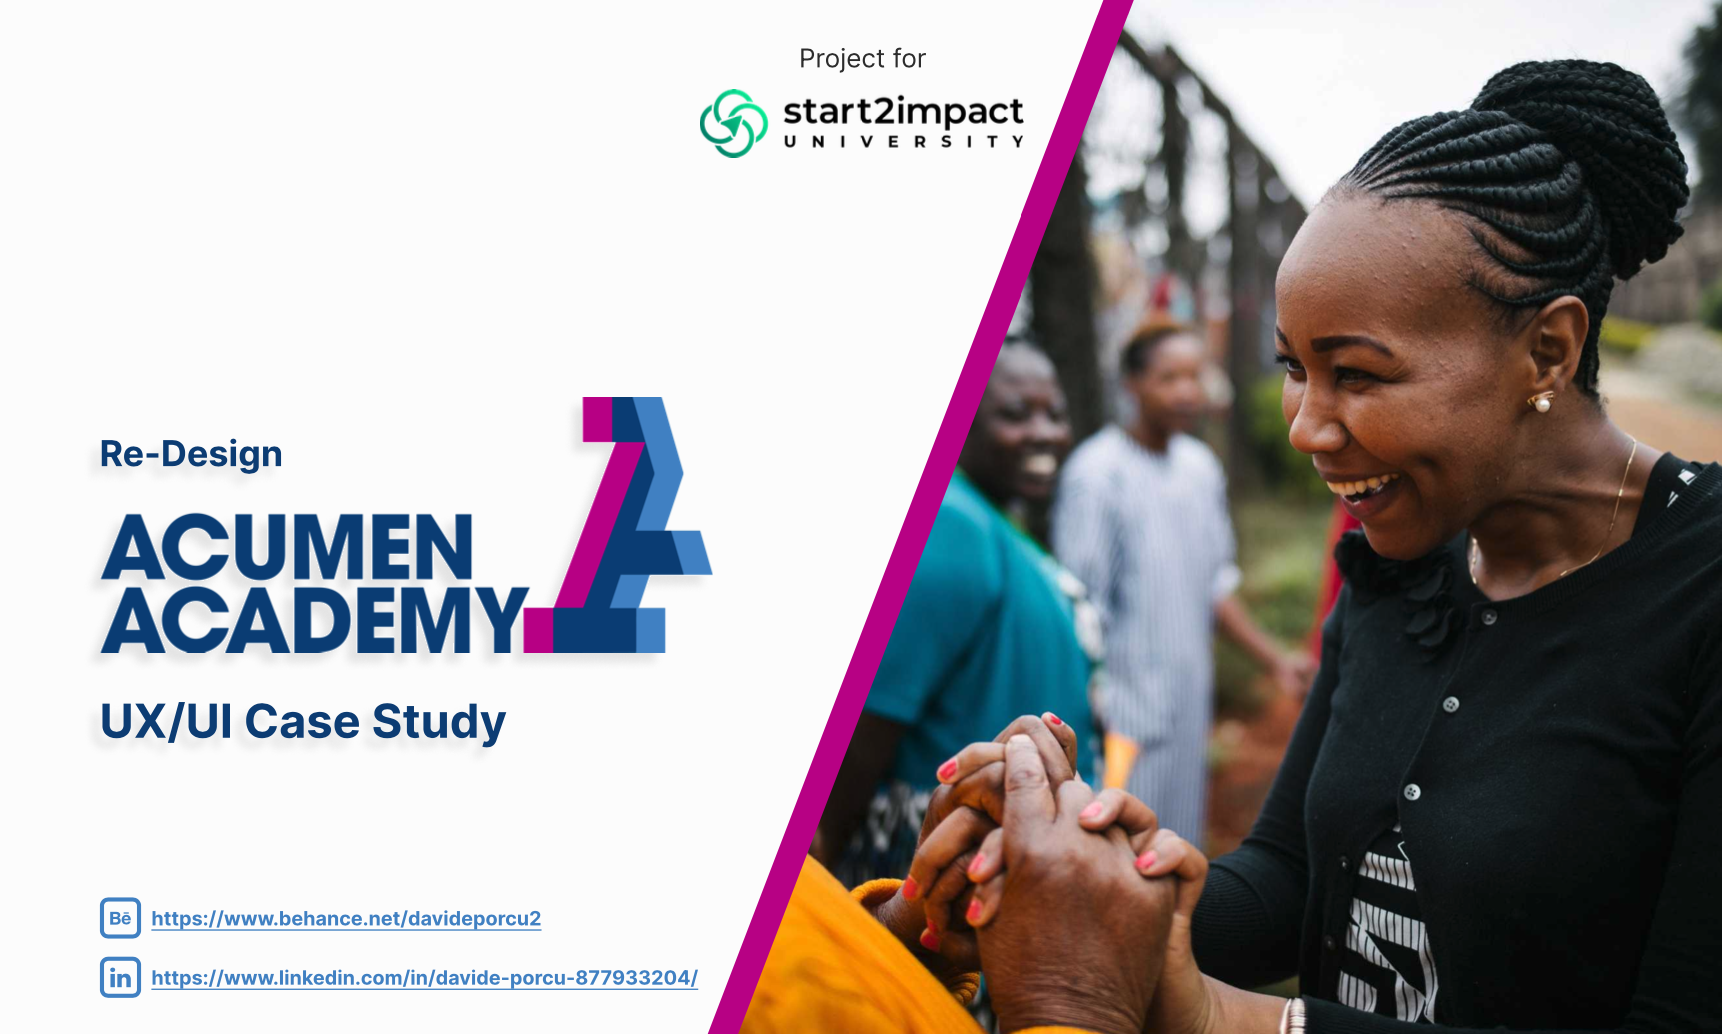 Project for
start2impact
UNIVERSITY
Re-Design
ACUMEN
ACADEMY
UX/UI Case Study
Bē
https://www.behance.net/davideporcu2
in
https://www.linkedin.com/in/davide-porcu-877933204/